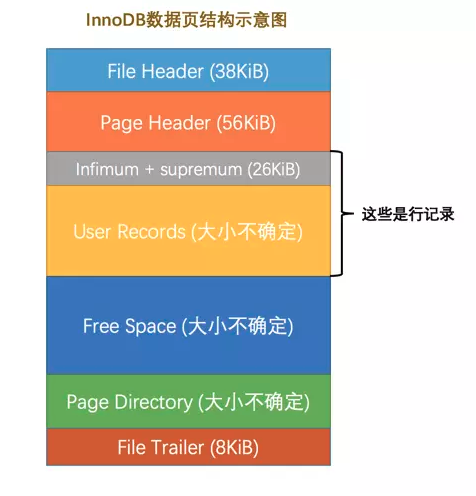 InnoDB数据页结构示意图
File Header (38KiB)
Page Header (56KiB)
Infimum + supremum (26KiB)
这些是行记录
User Records (大小不确定)
Free Space (大小不确定)
Page Directory (大小不确定)
File Trailer (8KiB)